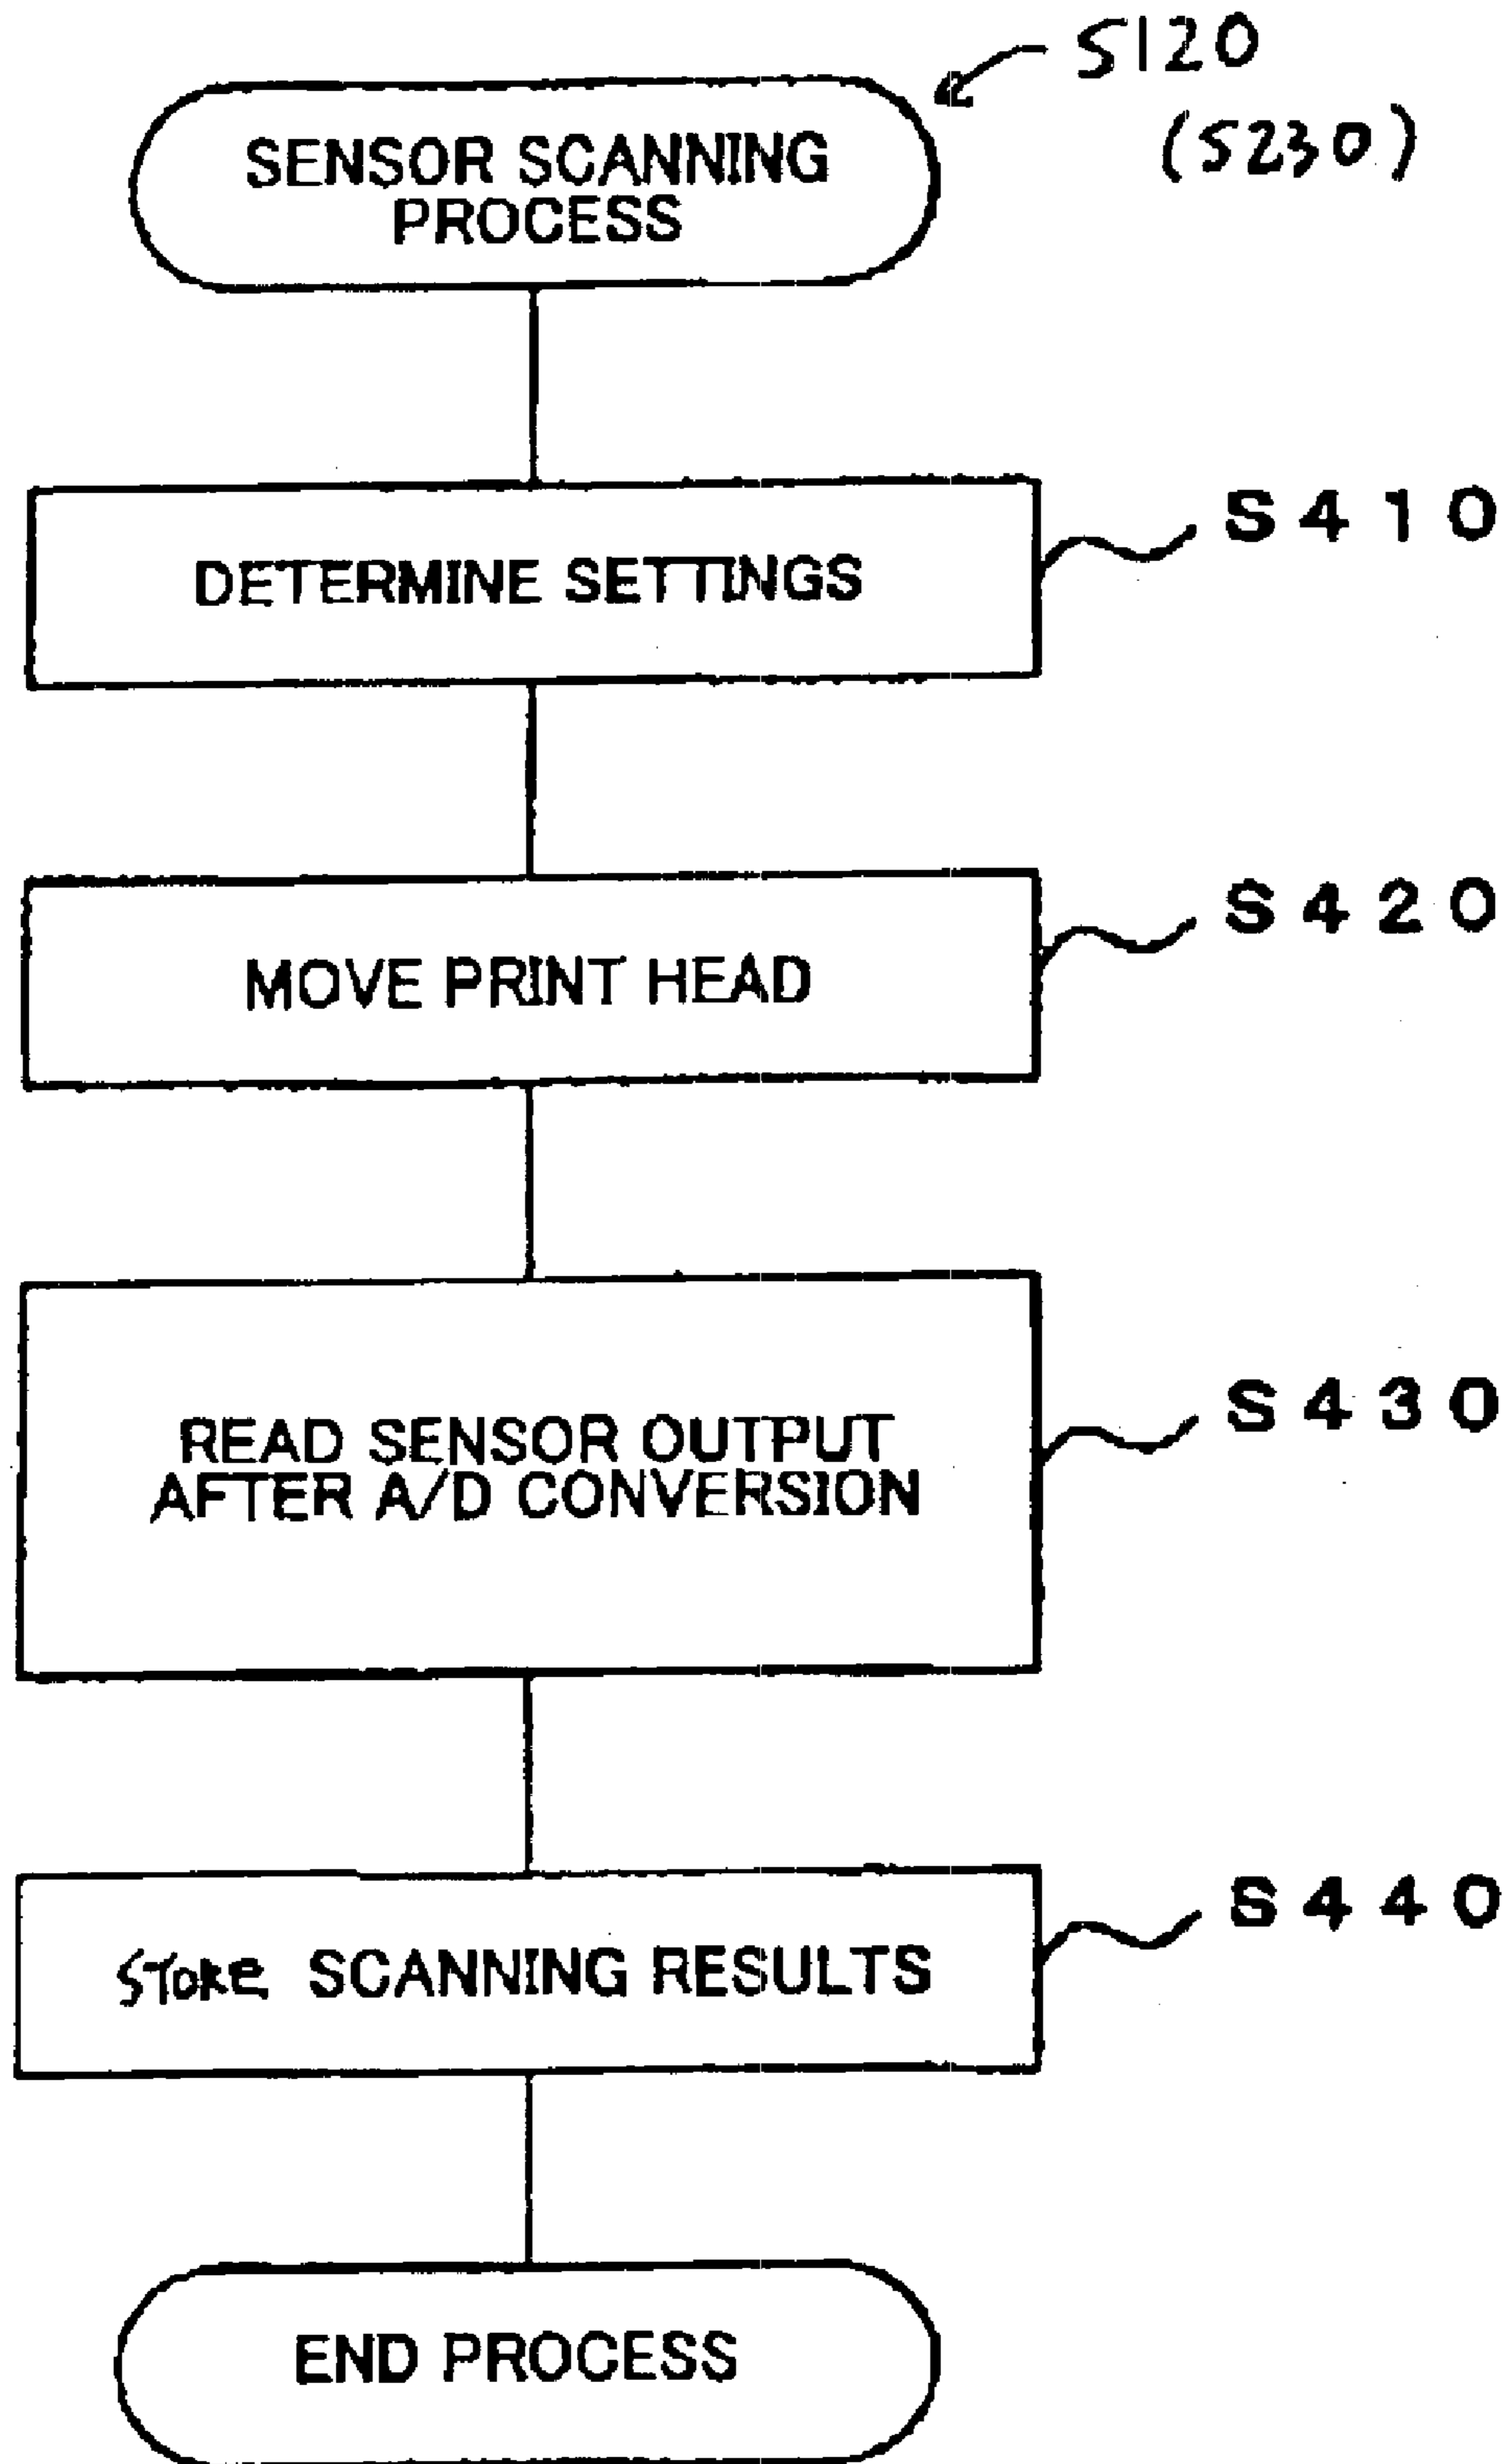 S120
(S230)
SENSOR SCANNING
PROCESS
S410
DETERMINE SETTINGS
S420
MOVE PRINT HEAD
S430
READ SENSOR OUTPUT
AFTER A/D CONVERSION
S440
STORE SCANNING RESULTS
END PROCESS